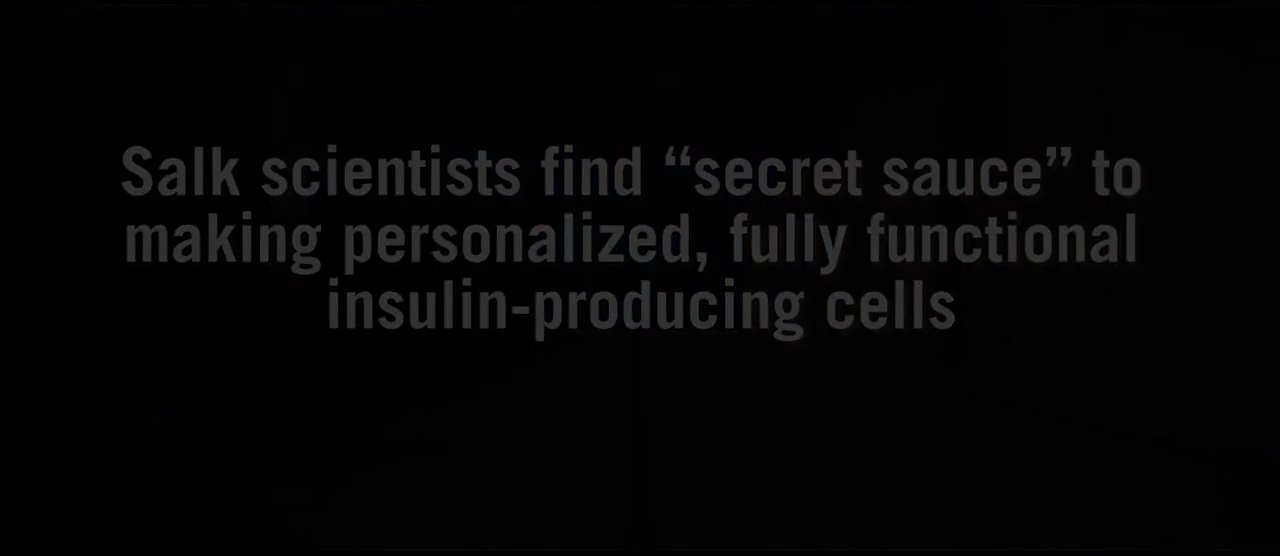 Salk scientists find “secret sauce” to
making personalized, fully functional
insulin-producing cells